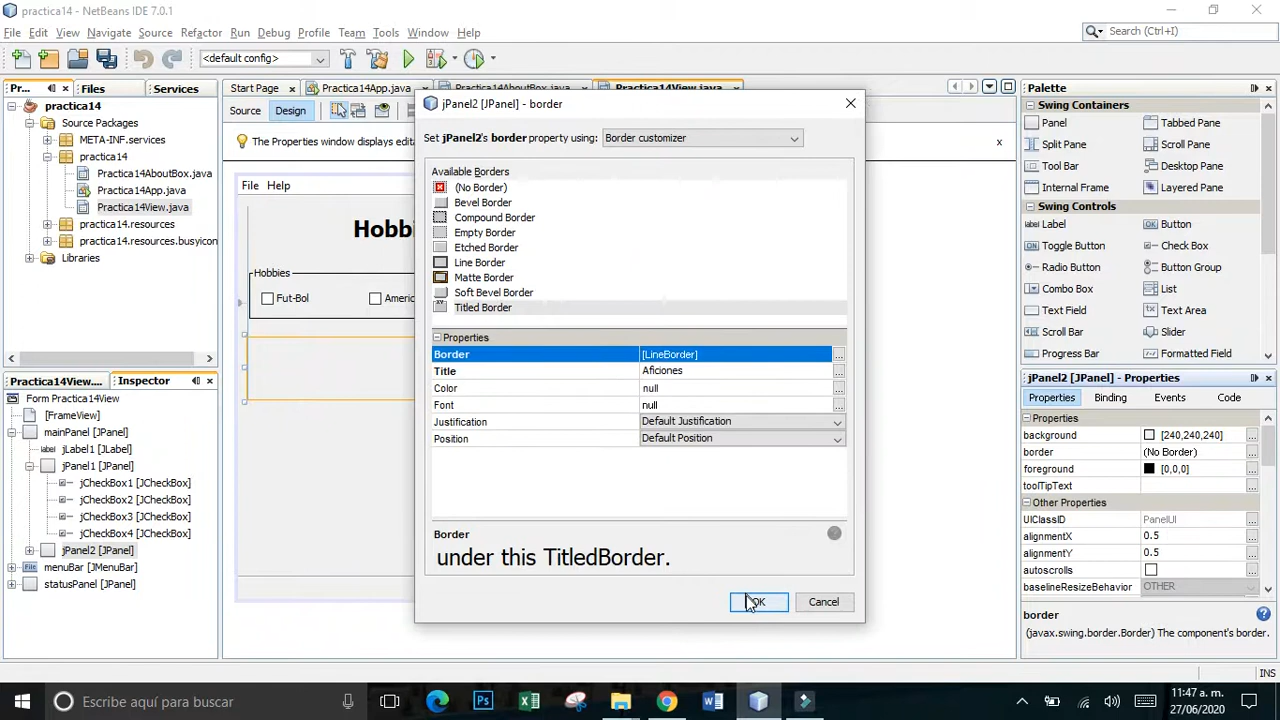 practica14 - NetBeans IDE 7.0.1
File Edit View Navigate Source Refactor Run Debug Profile Team Tools Window Help
Search (Ctrl+I)
<default config>
Pr... Files Services
practica14
Source Packages
META-INF.services
practica14
Practica14AboutBox.java
Practica14App.java
Practica14View.java
practica14.resources
practica14.resources.busyicon
Libraries
Start Page Practica14App.java Practica14AboutBox.java Practica14View.java
Source Design
The Properties window displays edit
File Help
Hobbi
Hobbies
Fut-Bol Americ
jPanel2 [JPanel] - border
Set jPanel2's border property using: Border customizer
Available Borders
(No Border)
Bevel Border
Compound Border
Empty Border
Etched Border
Line Border
Matte Border
Soft Bevel Border
Titled Border
Properties
Border [LineBorder] ...
Title Aficiones ...
Color null ...
Font null ...
Justification Default Justification
Position Default Position
Border
under this TitledBorder.
OK Cancel
Palette
Swing Containers
Panel Tabbed Pane
Split Pane Scroll Pane
Tool Bar Desktop Pane
Internal Frame Layered Pane
Swing Controls
Label Button
Toggle Button Check Box
Radio Button Button Group
Combo Box List
Text Field Text Area
Scroll Bar Slider
Progress Bar Formatted Field
Practica14View.... Inspector
Form Practica14View
[FrameView]
mainPanel [JPanel]
jLabel1 [JLabel]
jPanel1 [JPanel]
jCheckBox1 [JCheckBox]
jCheckBox2 [JCheckBox]
jCheckBox3 [JCheckBox]
jCheckBox4 [JCheckBox]
jPanel2 [JPanel]
menuBar [JMenuBar]
statusPanel [JPanel]
jPanel2 [JPanel] - Properties
Properties Binding Events Code
Properties
background [240,240,240] ...
border (No Border) ...
foreground [0,0,0] ...
toolTipText ...
Other Properties
UIClassID PanelUI ...
alignmentX 0.5 ...
alignmentY 0.5 ...
autoscrolls ...
baselineResizeBehavior OTHER
border
(javax.swing.border.Border) The component's border.
INS
Escribe aquí para buscar
11:47 a. m.
27/06/2020